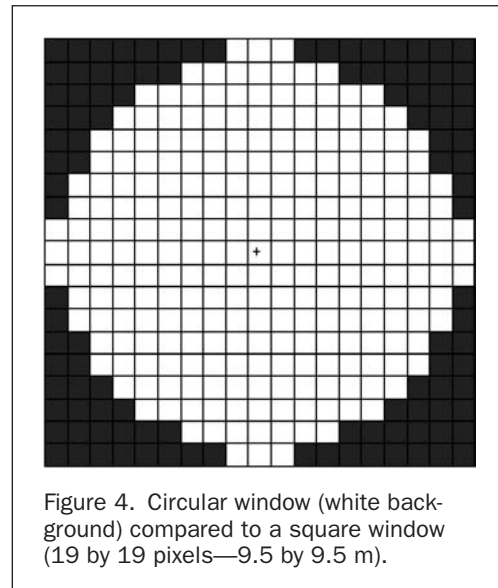 Figure 4. Circular window (white back-
ground) compared to a square window
(19 by 19 pixels—9.5 by 9.5 m).